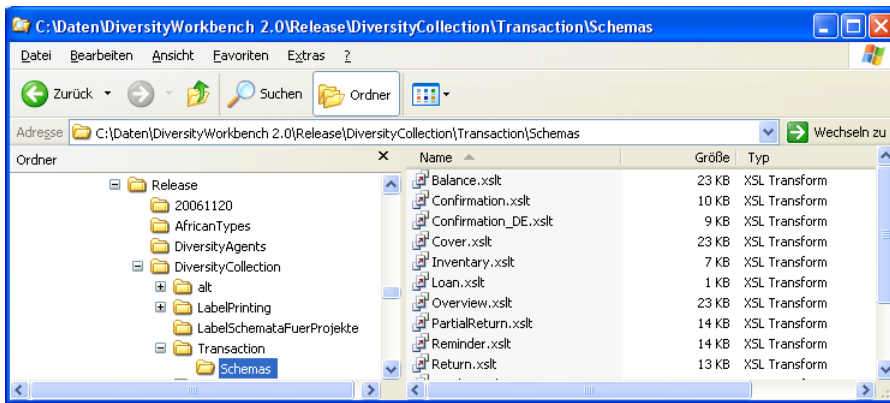 C:\Daten\DiversityWorkbench 2.0\Release\DiversityCollection\Transaction\Schemas
Datei Bearbeiten Ansicht Favoriten Extras ?
Zurück Suchen Ordner
Adresse C:\Daten\DiversityWorkbench 2.0\Release\DiversityCollection\Transaction\Schemas Wechseln zu
Ordner
Release
20061120
AfricanTypes
DiversityAgents
DiversityCollection
alt
LabelPrinting
LabelSchemataFuerProjekte
Transaction
Schemas
Name Größe Typ
Balance.xslt 23 KB XSL Transform
Confirmation.xslt 10 KB XSL Transform
Confirmation_DE.xslt 9 KB XSL Transform
Cover.xslt 23 KB XSL Transform
Inventary.xslt 7 KB XSL Transform
Loan.xslt 1 KB XSL Transform
Overview.xslt 23 KB XSL Transform
PartialReturn.xslt 14 KB XSL Transform
Reminder.xslt 14 KB XSL Transform
Return.xslt 13 KB XSL Transform